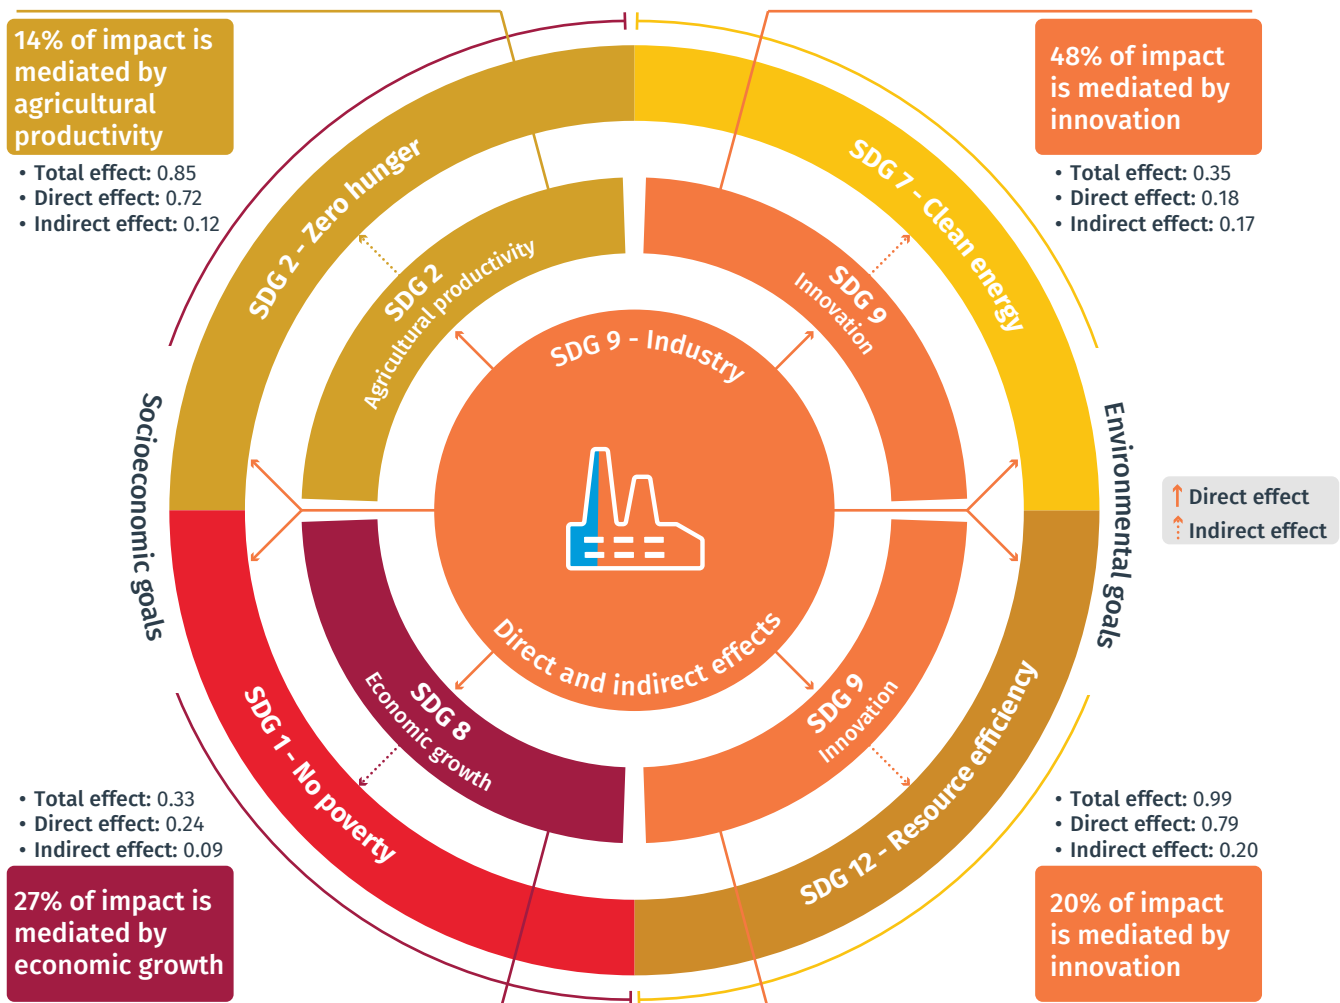 14% of impact is
mediated by
agricultural
productivity
• Total effect: 0.85
• Direct effect: 0.72
• Indirect effect: 0.12
48% of impact
is mediated by
innovation
• Total effect: 0.35
• Direct effect: 0.18
• Indirect effect: 0.17
SDG 2 - Zero hunger
SDG 7 - Clean energy
SDG 2
Agricultural productivity
SDG 9
Innovation
SDG 9 - Industry
Socioeconomic goals
Environmental goals
Direct effect
Indirect effect
Direct and indirect effects
SDG 8
Economic growth
SDG 9
Innovation
SDG 1 - No poverty
SDG 12 - Resource efficiency
• Total effect: 0.33
• Direct effect: 0.24
• Indirect effect: 0.09
27% of impact is
mediated by
economic growth
• Total effect: 0.99
• Direct effect: 0.79
• Indirect effect: 0.20
20% of impact
is mediated by
innovation